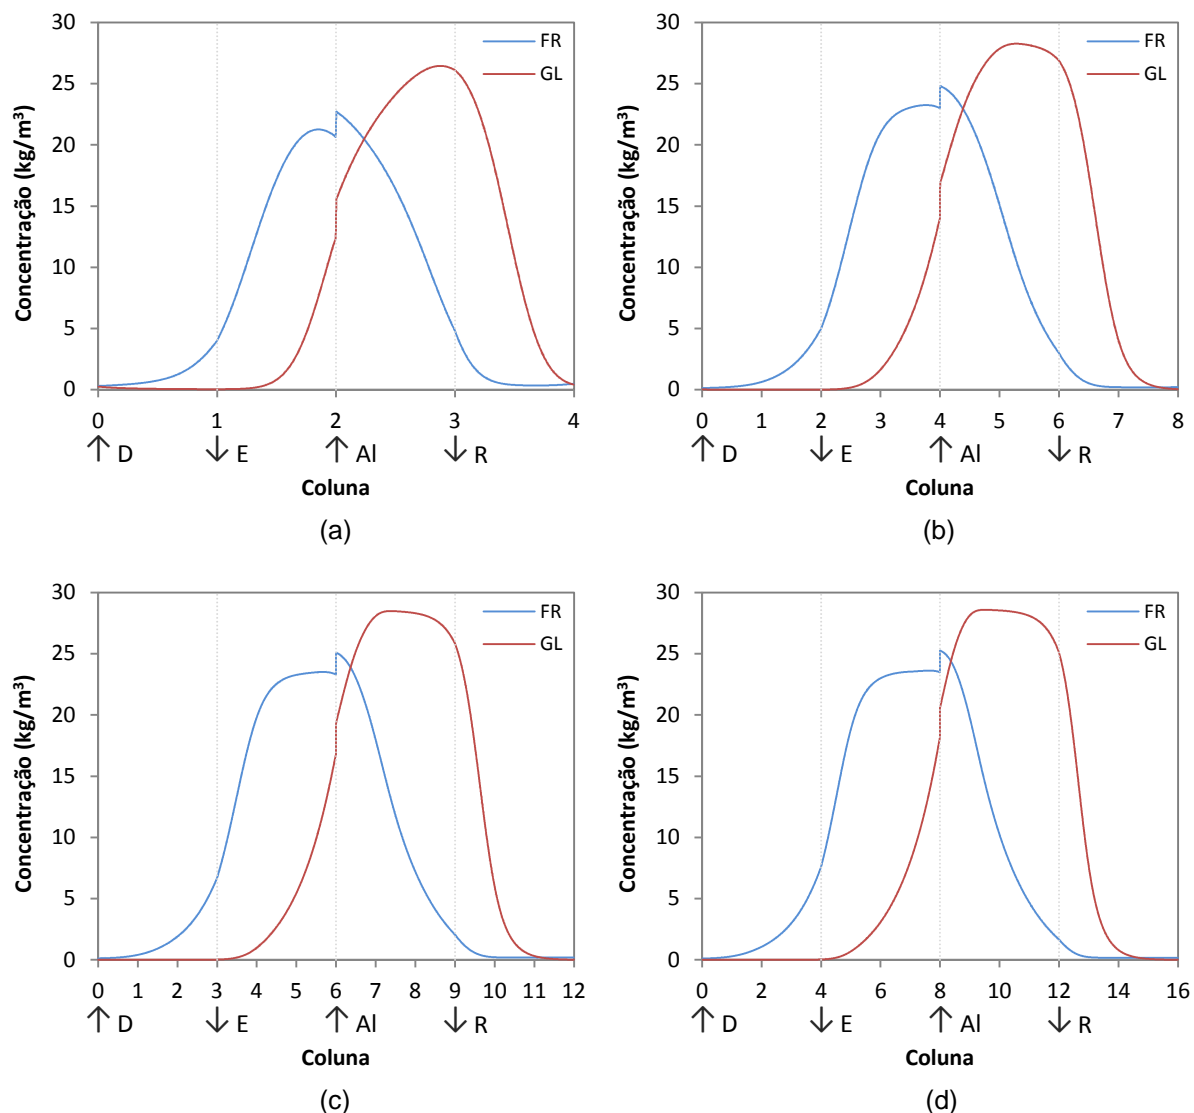 30
25
20
15
10
5
0
Concentração (kg/m³)
FR
GL
0 1 2 3 4
D E Al R
Coluna
(a)
30
25
20
15
10
5
0
Concentração (kg/m³)
FR
GL
0 1 2 3 4 5 6 7 8
D E Al R
Coluna
(b)
30
25
20
15
10
5
0
Concentração (kg/m³)
FR
GL
0 1 2 3 4 5 6 7 8 9 10 11 12
D E Al R
Coluna
(c)
30
25
20
15
10
5
0
Concentração (kg/m³)
FR
GL
0 2 4 6 8 10 12 14 16
D E Al R
Coluna
(d)